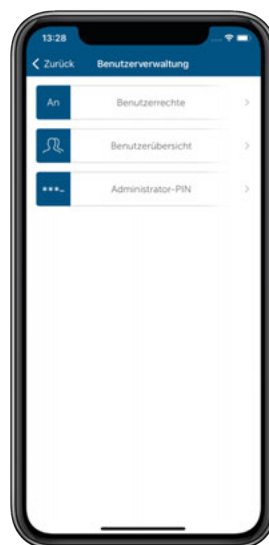 13:28
Zurück Benutzerverwaltung
An Benutzerrechte
Benutzerübersicht
***_ Administrator-PIN